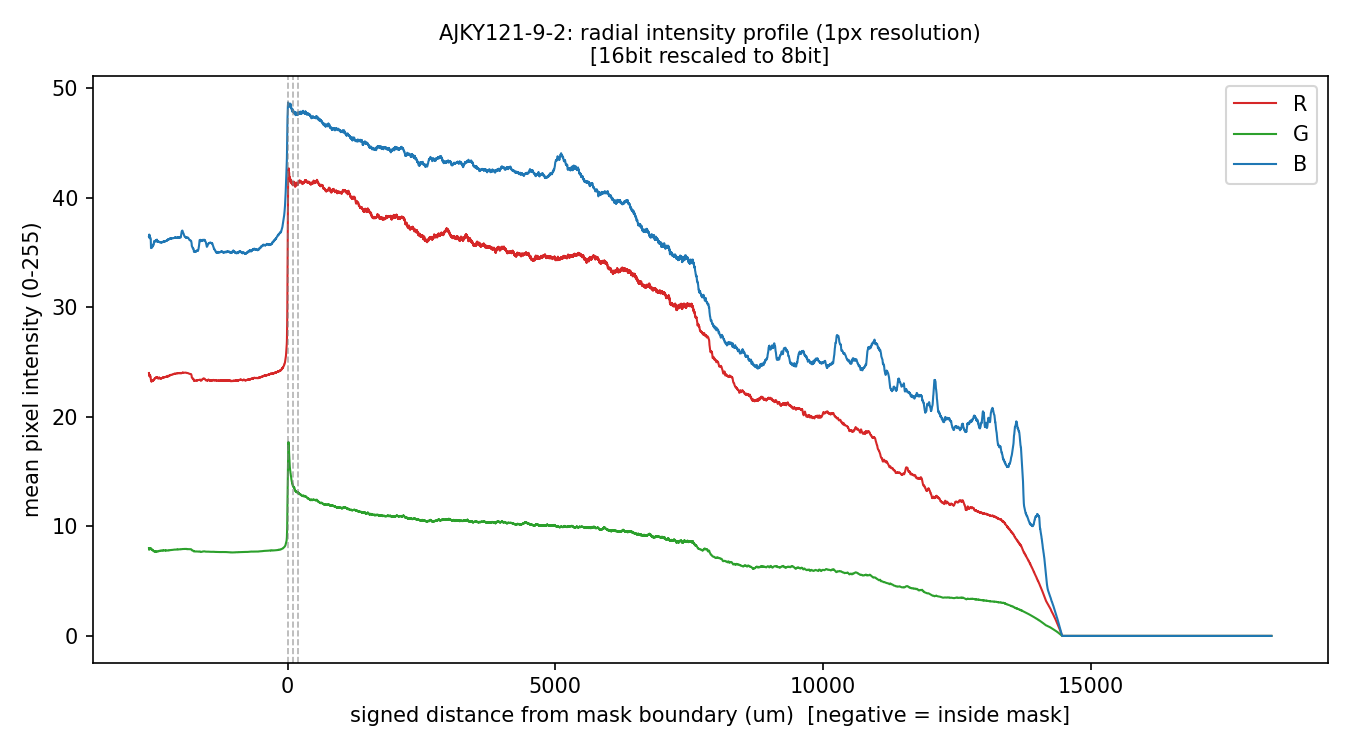 AJKY121-9-2: radial intensity profile (1px resolution)
[16bit rescaled to 8bit]
mean pixel intensity (0-255)
50
40
30
20
10
0
R
G
B
0
5000
10000
15000
signed distance from mask boundary (um)  [negative = inside mask]